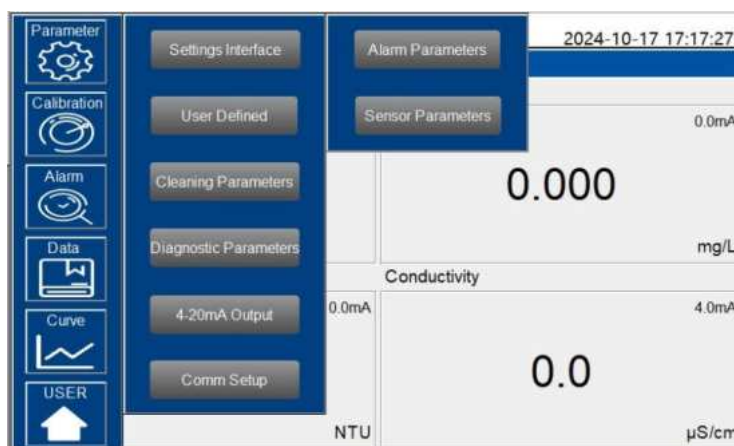 Parameter
Calibration
Alarm
Data
Curve
USER
Settings Interface
User Defined
Cleaning Parameters
Diagnostic Parameters
4-20mA Output
Comm Setup
Alarm Parameters
Sensor Parameters
2024-10-17 17:17:27
0.0mA
0.000
mg/L
Conductivity
0.0mA
NTU
4.0mA
0.0
μS/cm